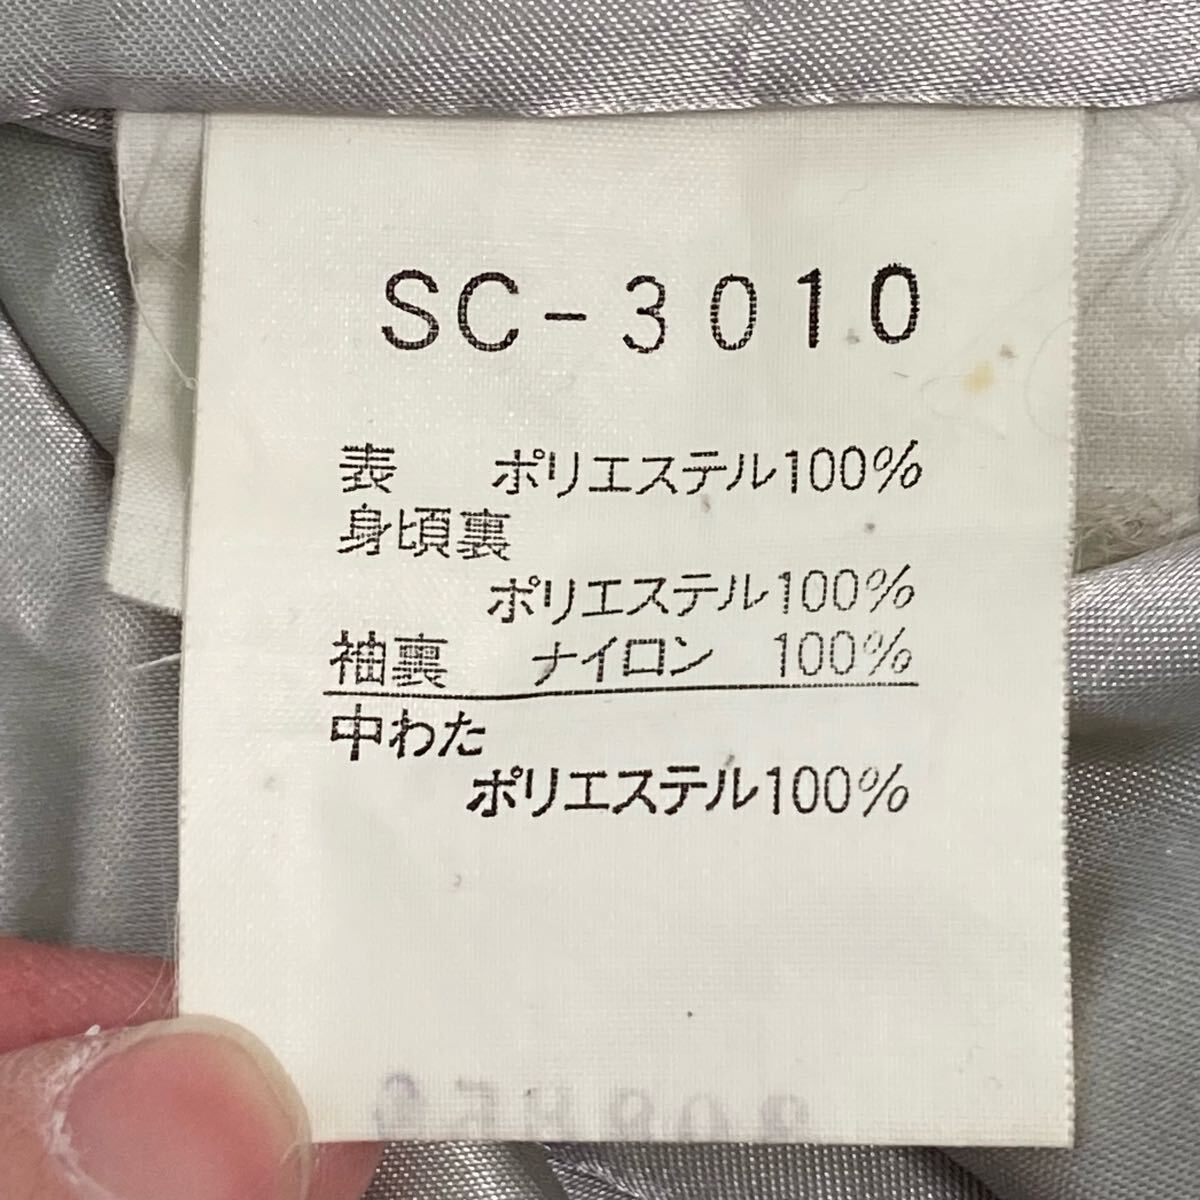 SC-3010
表 ポリエステル100%
身頃裏
ポリエステル100%
袖裏 ナイロン 100%
中わた
ポリエステル100%